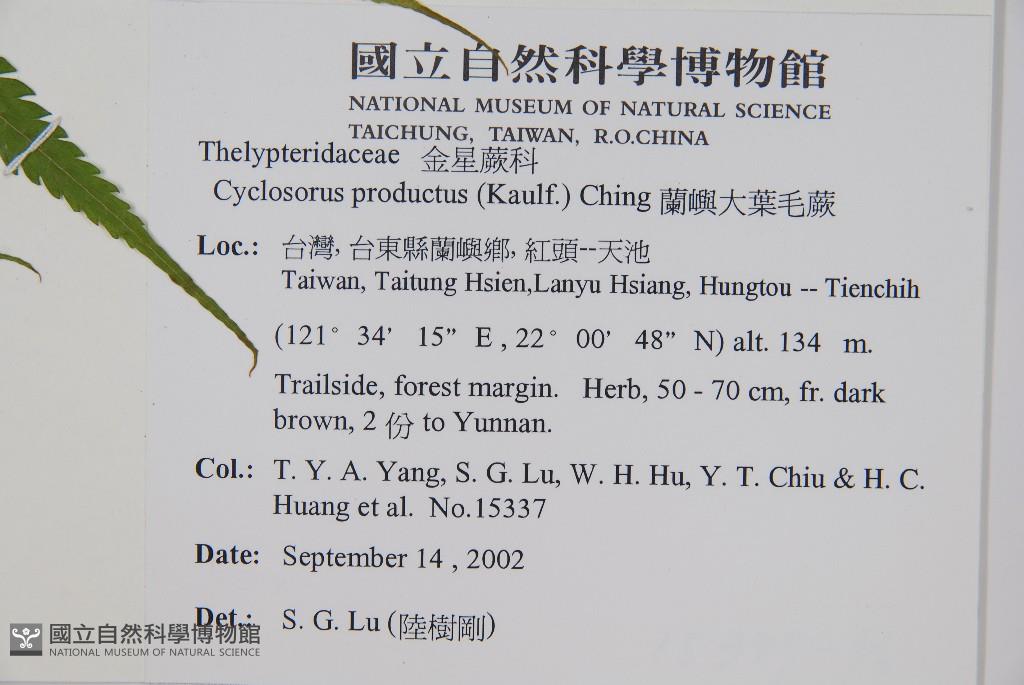 國立自然科學博物館
NATIONAL MUSEUM OF NATURAL SCIENCE
TAICHUNG, TAIWAN, R.O.CHINA
Thelypteridaceae 金星蕨科
Cyclosorus productus (Kaulf.) Ching 蘭嶼大葉毛蕨
Loc.: 台灣, 台東縣蘭嶼鄉, 紅頭--天池
Taiwan, Taitung Hsien,Lanyu Hsiang, Hungtou -- Tienchih
(121° 34’ 15” E , 22° 00’ 48” N) alt. 134 m.
Trailside, forest margin. Herb, 50 - 70 cm, fr. dark
brown, 2 份 to Yunnan.
Col.: T. Y. A. Yang, S. G. Lu, W. H. Hu, Y. T. Chiu & H. C.
Huang et al. No.15337
Date: September 14 , 2002
Det.: S. G. Lu (陸樹剛)
國立自然科學博物館
NATIONAL MUSEUM OF NATURAL SCIENCE